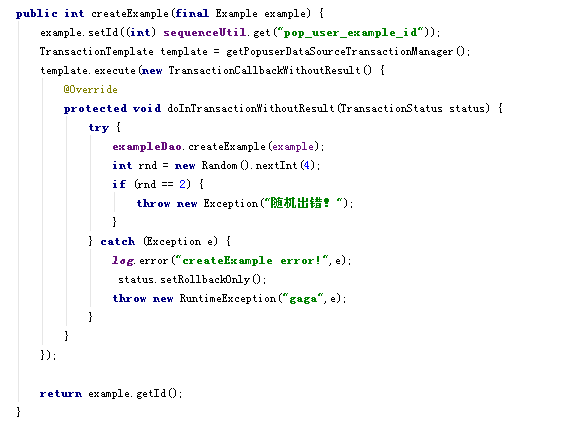 public int createExample(final Example example) {
    example.setId((int) sequenceUtil.get("pop_user_example_id"));
    TransactionTemplate template = getPopuserDataSourceTransactionManager();
    template.execute(new TransactionCallbackWithoutResult() {
        @Override
        protected void doInTransactionWithoutResult(TransactionStatus status) {
            try {
                exampleDao.createExample(example);
                int rnd = new Random().nextInt(4);
                if (rnd == 2) {
                    throw new Exception("随机出错！");
                }
            } catch (Exception e) {
                log.error("createExample error!",e);
                 status.setRollbackOnly();
                throw new RuntimeException("gaga",e);
            }
        }
    });

    return example.getId();
}